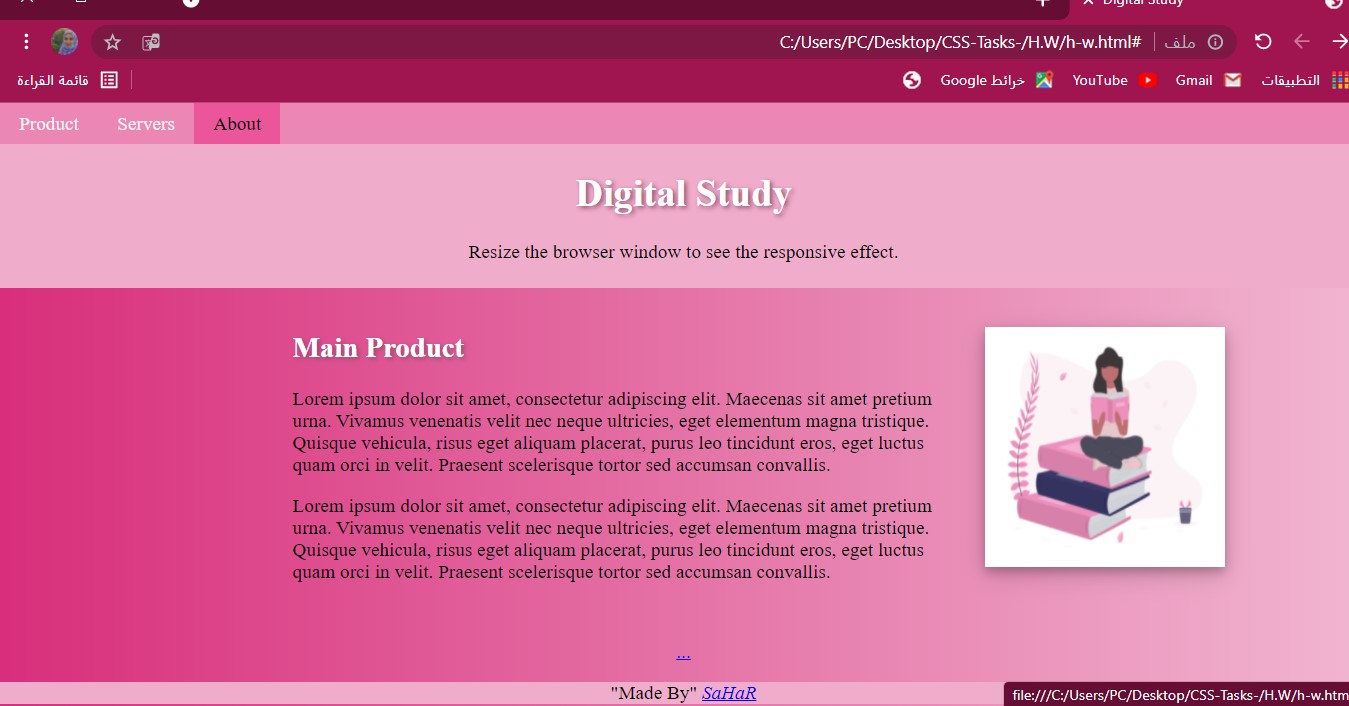 Digital Study
C:/Users/PC/Desktop/CSS-Tasks-/H.W/h-w.html#
ملف
التطبيقات
Gmail
YouTube
خرائط Google
قائمة القراءة
Product
Servers
About
Digital Study
Resize the browser window to see the responsive effect.
Main Product
Lorem ipsum dolor sit amet, consectetur adipiscing elit. Maecenas sit amet pretium
urna. Vivamus venenatis velit nec neque ultricies, eget elementum magna tristique.
Quisque vehicula, risus eget aliquam placerat, purus leo tincidunt eros, eget luctus
quam orci in velit. Praesent scelerisque tortor sed accumsan convallis.
Lorem ipsum dolor sit amet, consectetur adipiscing elit. Maecenas sit amet pretium
urna. Vivamus venenatis velit nec neque ultricies, eget elementum magna tristique.
Quisque vehicula, risus eget aliquam placerat, purus leo tincidunt eros, eget luctus
quam orci in velit. Praesent scelerisque tortor sed accumsan convallis.
...
"Made By" SaHaR
file:///C:/Users/PC/Desktop/CSS-Tasks-/H.W/h-w.htm